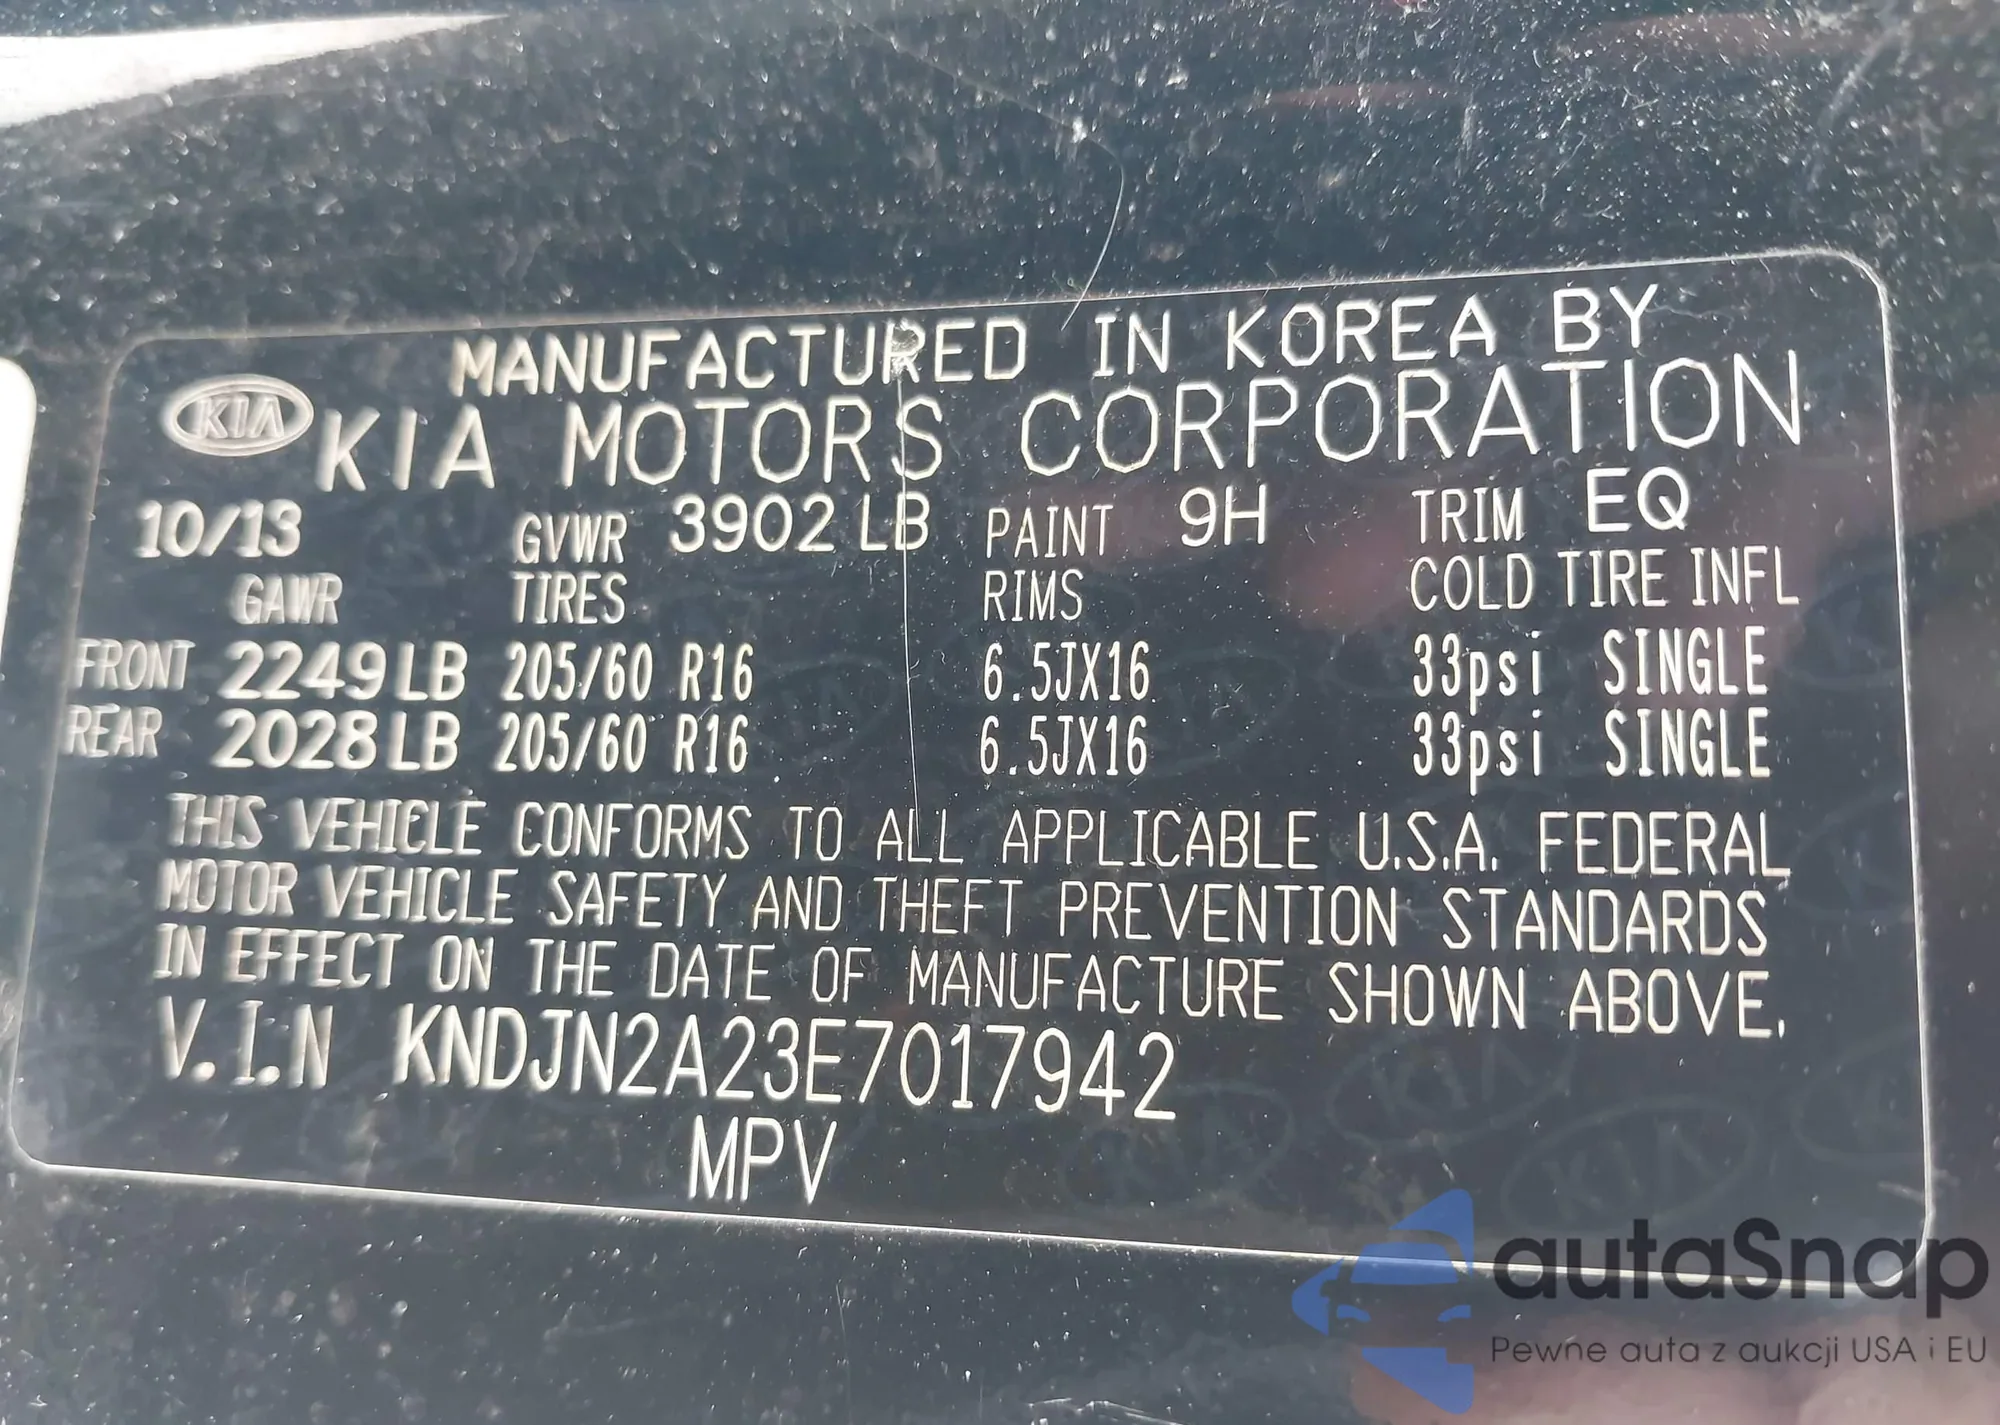 MANUFACTURED IN KOREA BY
KIA KIA MOTORS CORPORATION
10/13 GVWR 3902 LB PAINT 9H TRIM EQ
GAWR TIRES RIMS COLD TIRE INFL
FRONT 2249 LB 205/60 R16 6.5JX16 33psi SINGLE
REAR 2028 LB 205/60 R16 6.5JX16 33psi SINGLE
THIS VEHICLE CONFORMS TO ALL APPLICABLE U.S.A. FEDERAL
MOTOR VEHICLE SAFETY AND THEFT PREVENTION STANDARDS
IN EFFECT ON THE DATE OF MANUFACTURE SHOWN ABOVE.
V.I.N KNDJN2A23E7017942
MPV
autaSnap
Pewne auta z aukcji USA i EU